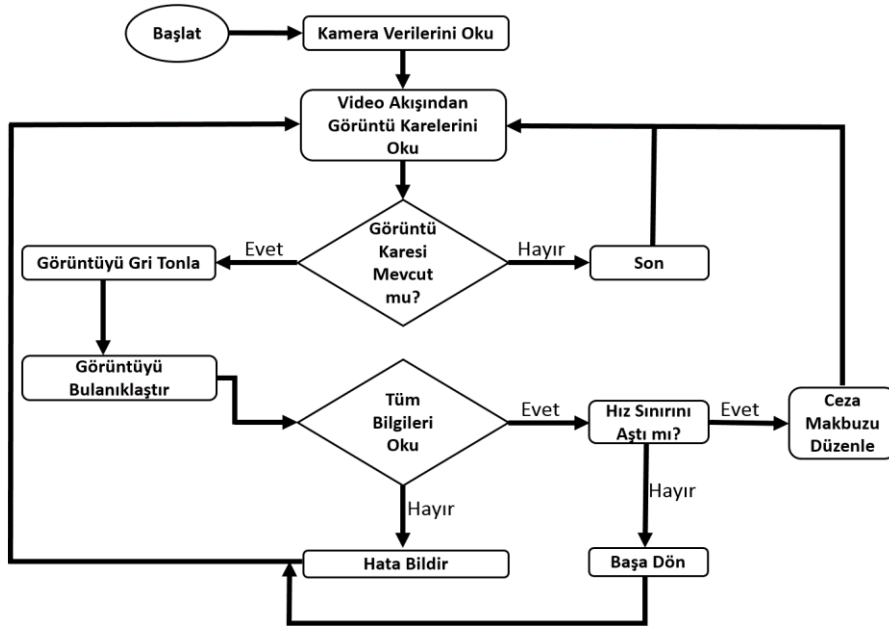 Başlat
Kamera Verilerini Oku
Video Akışından
Görüntü Karelerini
Oku
Görüntü
Karesi
Mevcut
mu?
Evet
Hayır
Görüntüyü Gri Tonla
Son
Görüntüyü
Bulanıklaştır
Tüm
Bilgileri
Oku
Evet
Hız Sınırını
Aştı mı?
Evet
Ceza
Makbuzu
Düzenle
Hayır
Hayır
Hata Bildir
Başa Dön